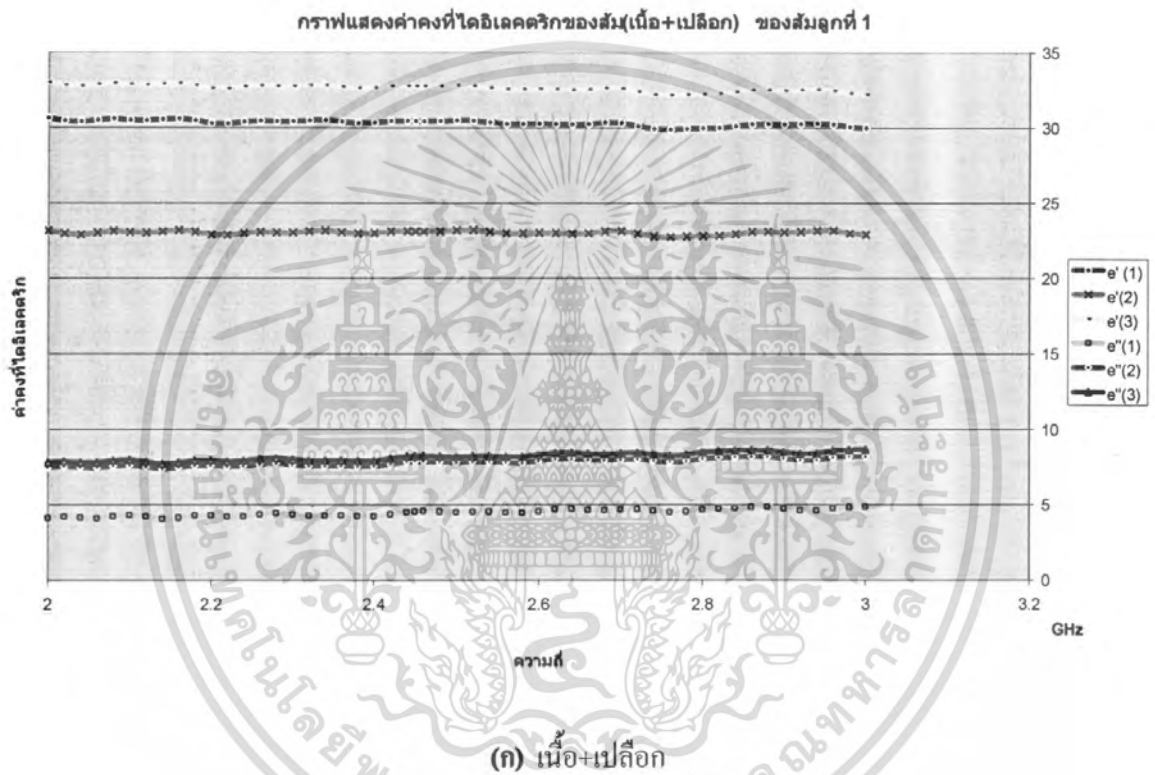 กราฟแสดงค่าคงที่ไดอิเลคตริกของส้ม(เนื้อ+เปลือก) ของส้มลูกที่ 1
35
30
25
20
15
10
5
0
ค่าคงที่ไดอิเลคตริก
e' (1)
e'(2)
e'(3)
e''(1)
e''(2)
e''(3)
2
2.2
2.4
2.6
2.8
3
3.2
GHz
ความถี่
(ก) เนื้อ+เปลือก